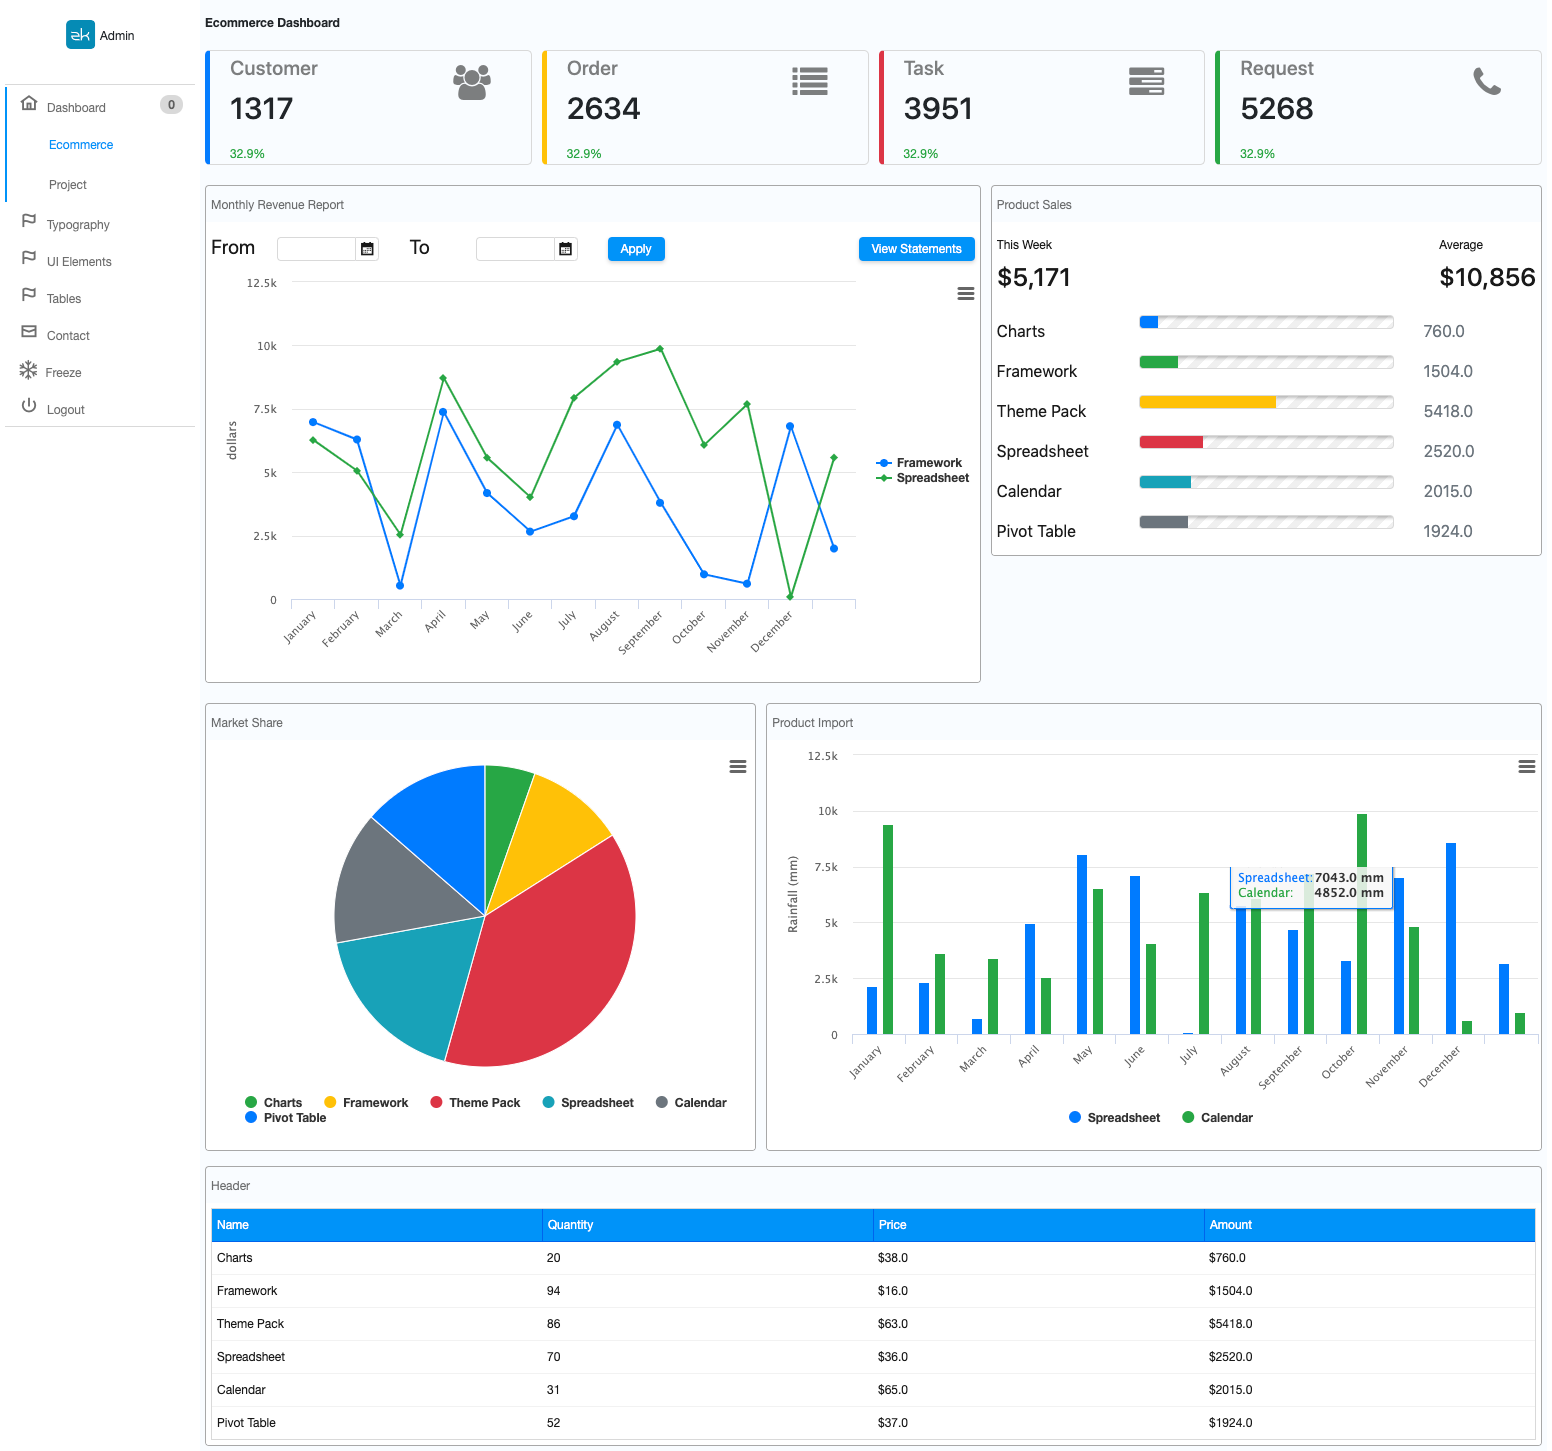 zk Admin
Dashboard 0
Ecommerce
Project
Typography
UI Elements
Tables
Contact
Freeze
Logout
Ecommerce Dashboard
Customer
1317
32.9%
Order
2634
32.9%
Task
3951
32.9%
Request
5268
32.9%
Monthly Revenue Report
From To Apply View Statements
12.5k
10k
7.5k
5k
2.5k
0
dollars
January February March April May June July August September October November December
Framework
Spreadsheet
Product Sales
This Week Average
$5,171 $10,856
Charts 760.0
Framework 1504.0
Theme Pack 5418.0
Spreadsheet 2520.0
Calendar 2015.0
Pivot Table 1924.0
Market Share
Charts Framework Theme Pack Spreadsheet Calendar
Pivot Table
Product Import
12.5k
10k
7.5k
5k
2.5k
0
Rainfall (mm)
Spreadsheet: 7043.0 mm
Calendar: 4852.0 mm
January February March April May June July August September October November December
Spreadsheet Calendar
Header
Name Quantity Price Amount
Charts 20 $38.0 $760.0
Framework 94 $16.0 $1504.0
Theme Pack 86 $63.0 $5418.0
Spreadsheet 70 $36.0 $2520.0
Calendar 31 $65.0 $2015.0
Pivot Table 52 $37.0 $1924.0